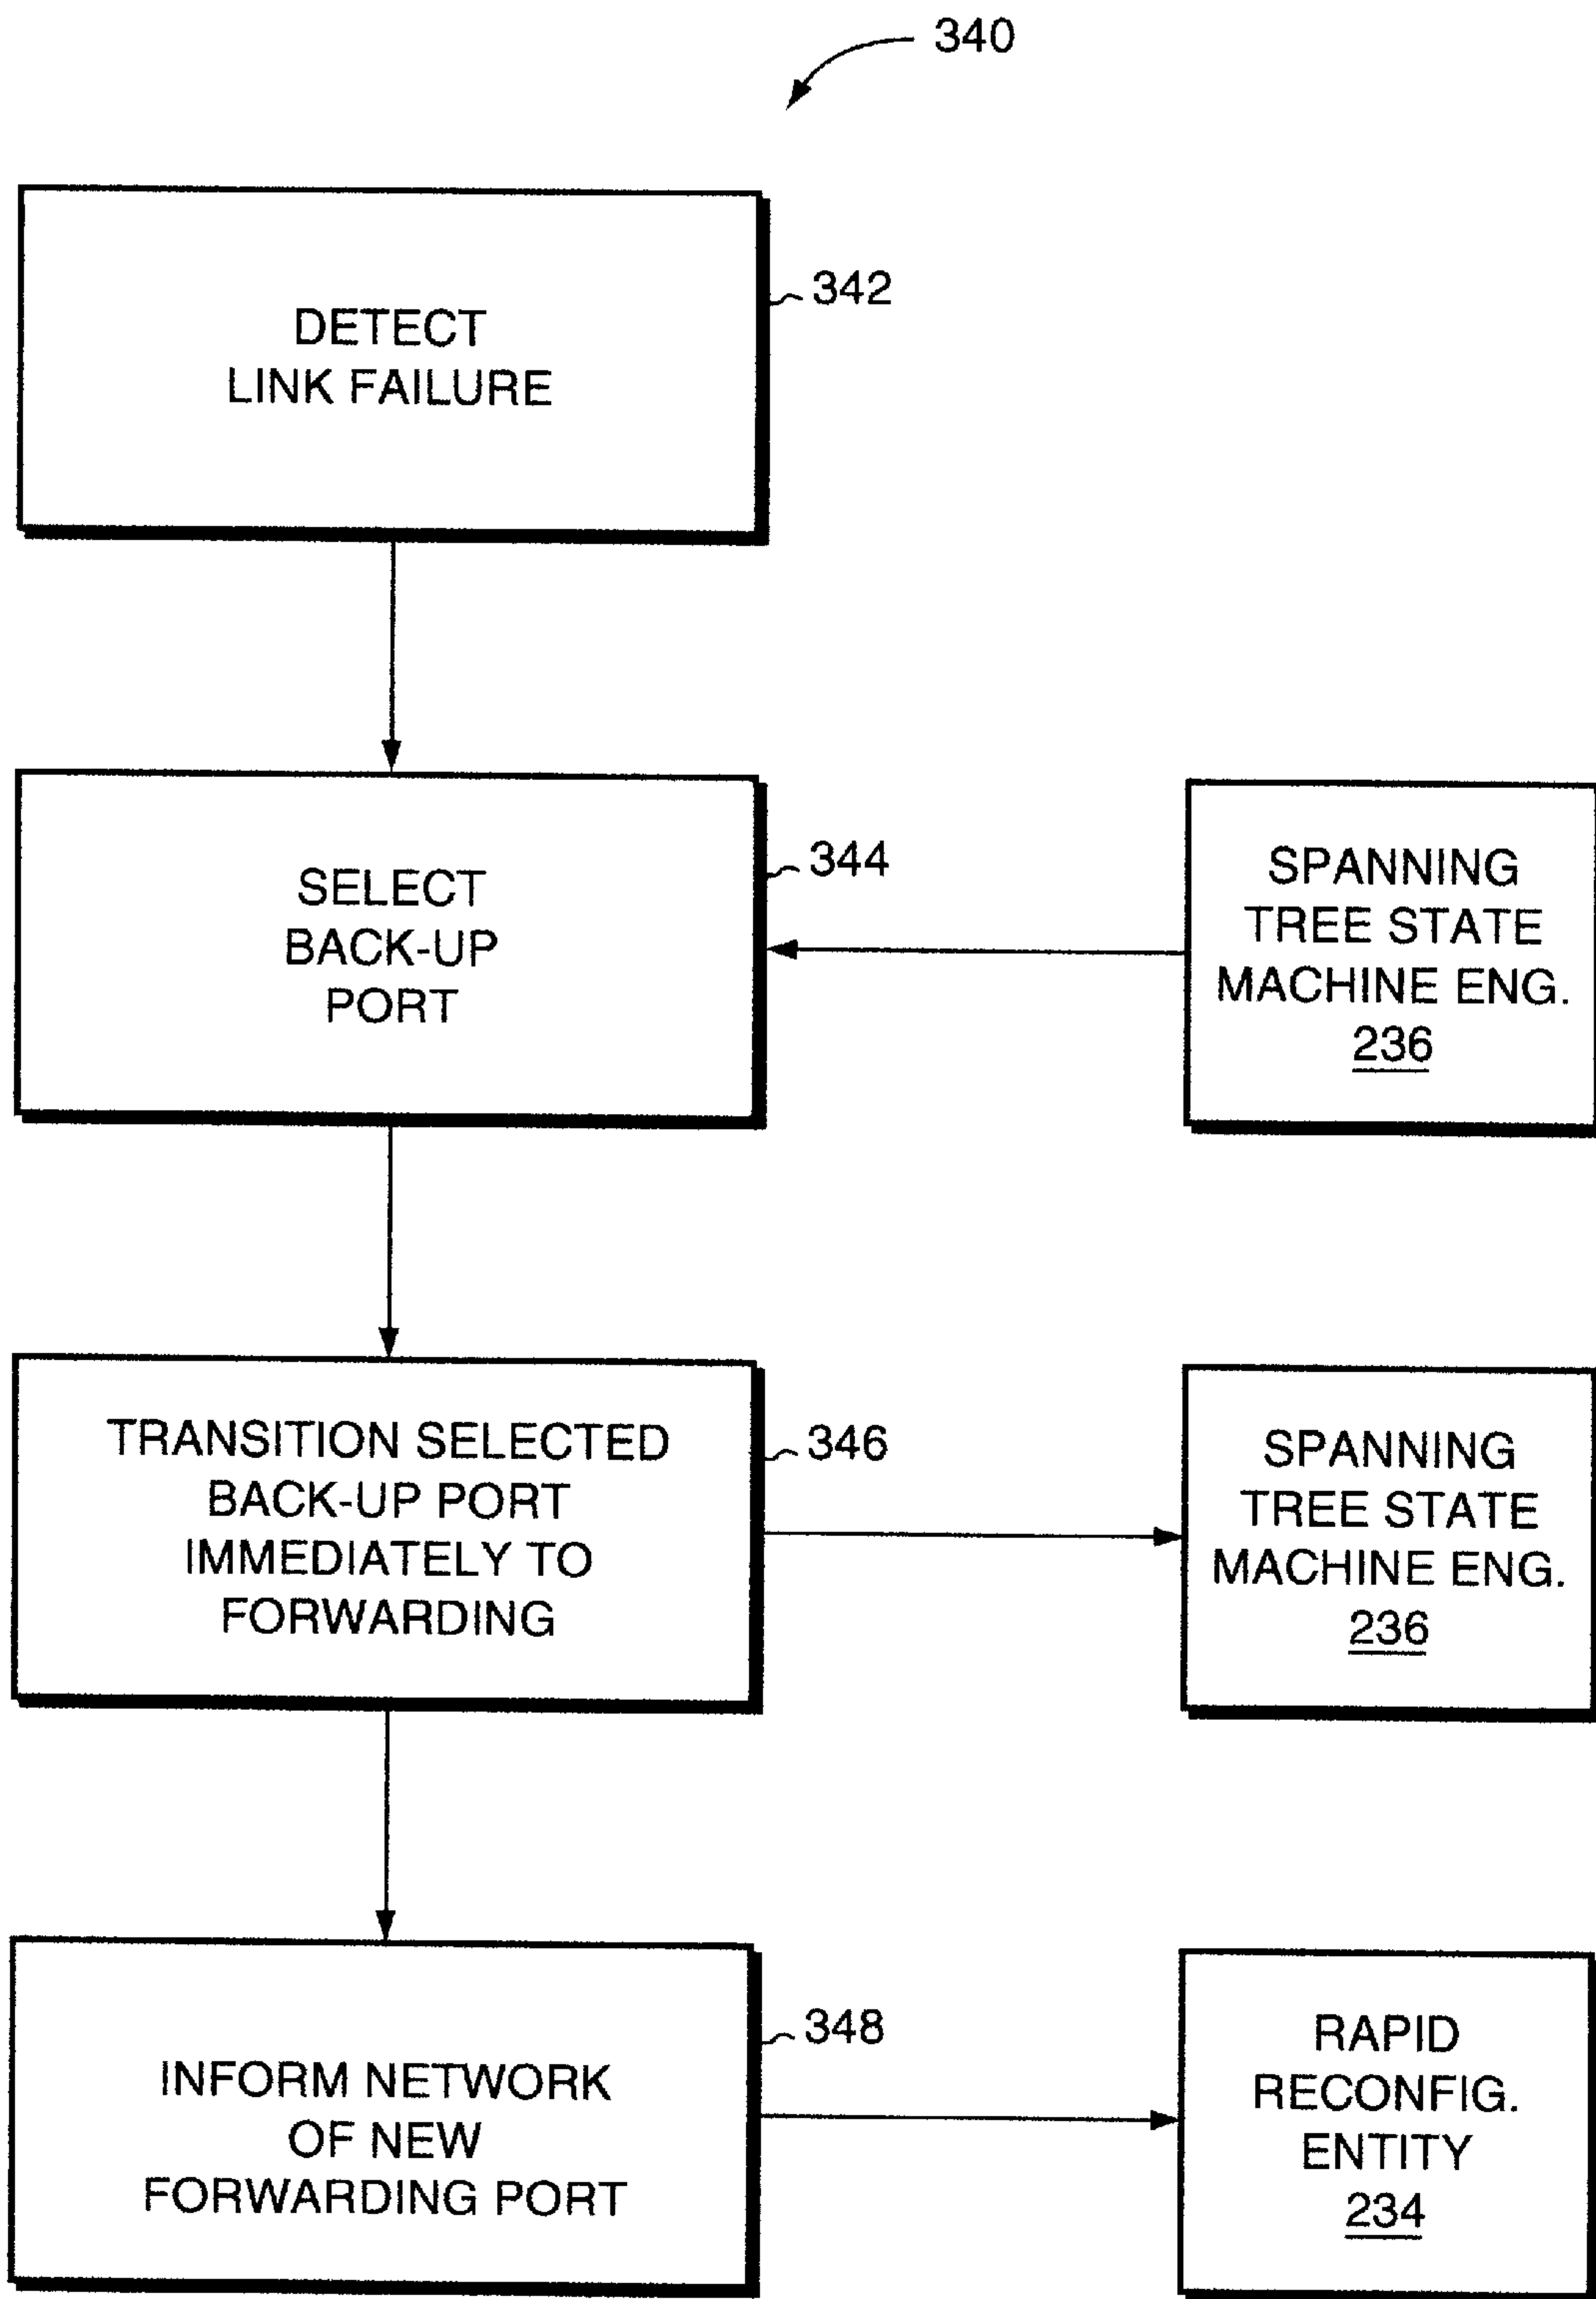 340
DETECT
LINK FAILURE
342
SELECT
BACK-UP
PORT
344
SPANNING
TREE STATE
MACHINE ENG.
236
TRANSITION SELECTED
BACK-UP PORT
IMMEDIATELY TO
FORWARDING
346
SPANNING
TREE STATE
MACHINE ENG.
236
INFORM NETWORK
OF NEW
FORWARDING PORT
348
RAPID
RECONFIG.
ENTITY
234